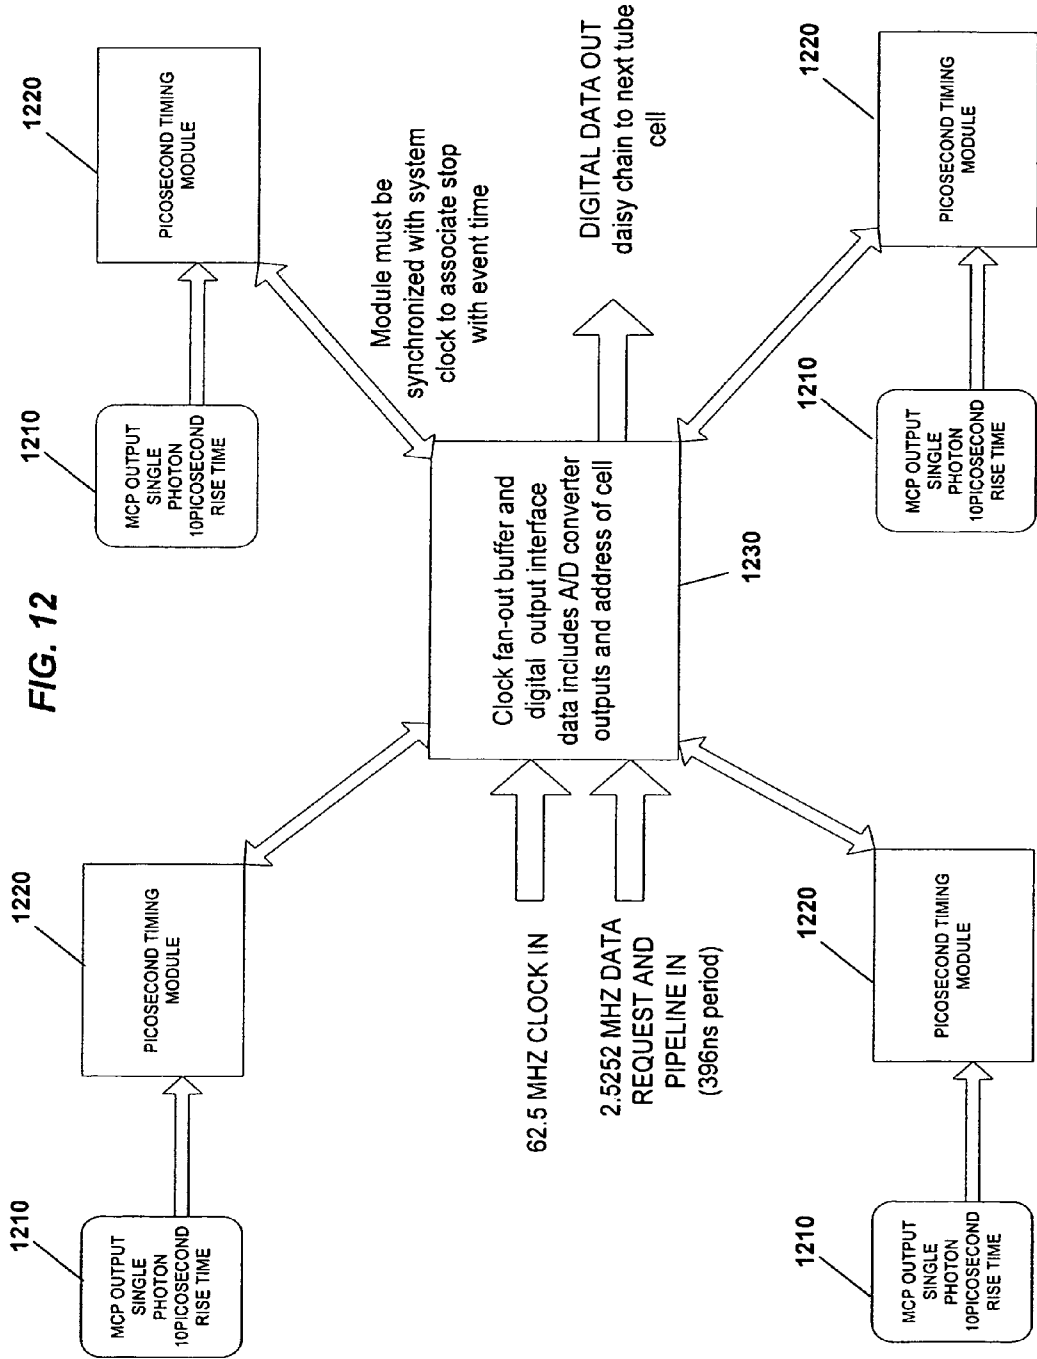 FIG. 12
1210
MCP OUTPUT
SINGLE
PHOTON
10PICOSECOND
RISE TIME
1220
PICOSECOND TIMING
MODULE
1210
MCP OUTPUT
SINGLE
PHOTON
10PICOSECOND
RISE TIME
1220
PICOSECOND TIMING
MODULE
Module must be
synchronized with system
clock to associate stop
with event time
62.5 MHZ CLOCK IN
2.5252 MHZ DATA
REQUEST AND
PIPELINE IN
(396ns period)
Clock fan-out buffer and
digital output interface
data includes A/D converter
outputs and address of cell
1230
DIGITAL DATA OUT
daisy chain to next tube
cell
1210
MCP OUTPUT
SINGLE
PHOTON
10PICOSECOND
RISE TIME
1220
PICOSECOND TIMING
MODULE
1210
MCP OUTPUT
SINGLE
PHOTON
10PICOSECOND
RISE TIME
1220
PICOSECOND TIMING
MODULE